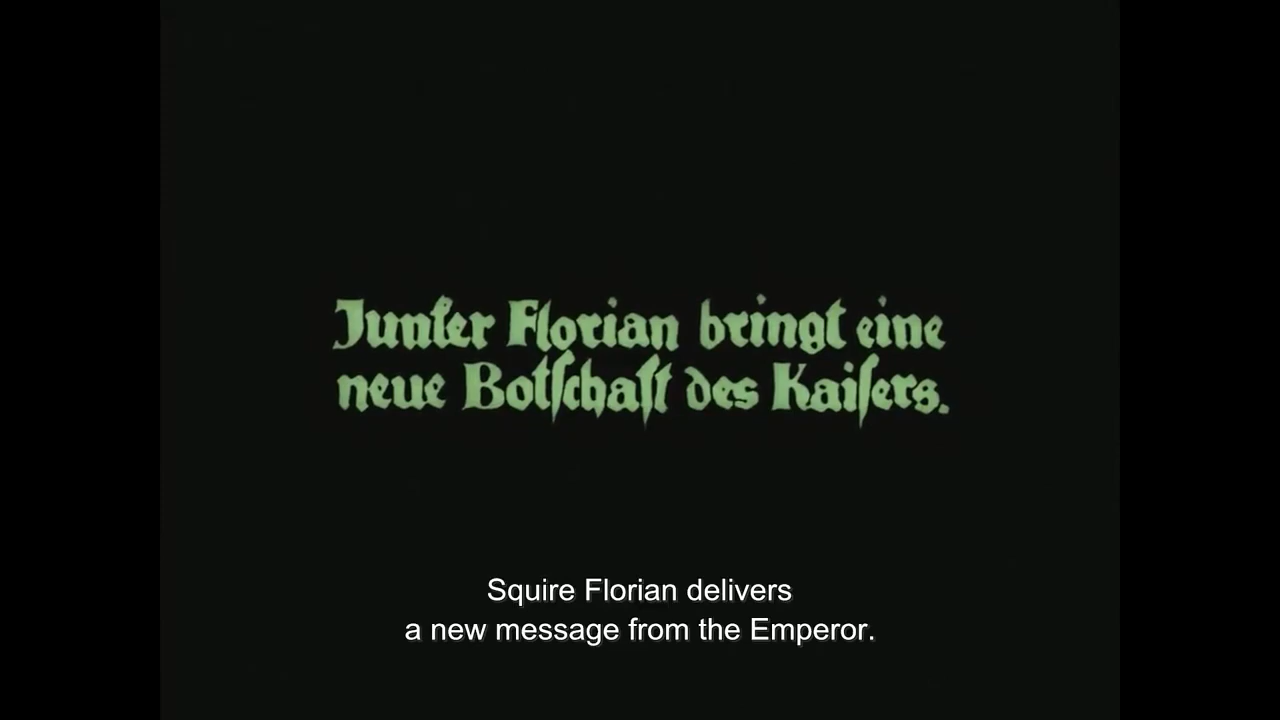 Junker Florian bringt eine
neue Botſchaft des Kaiſers.
Squire Florian delivers
a new message from the Emperor.